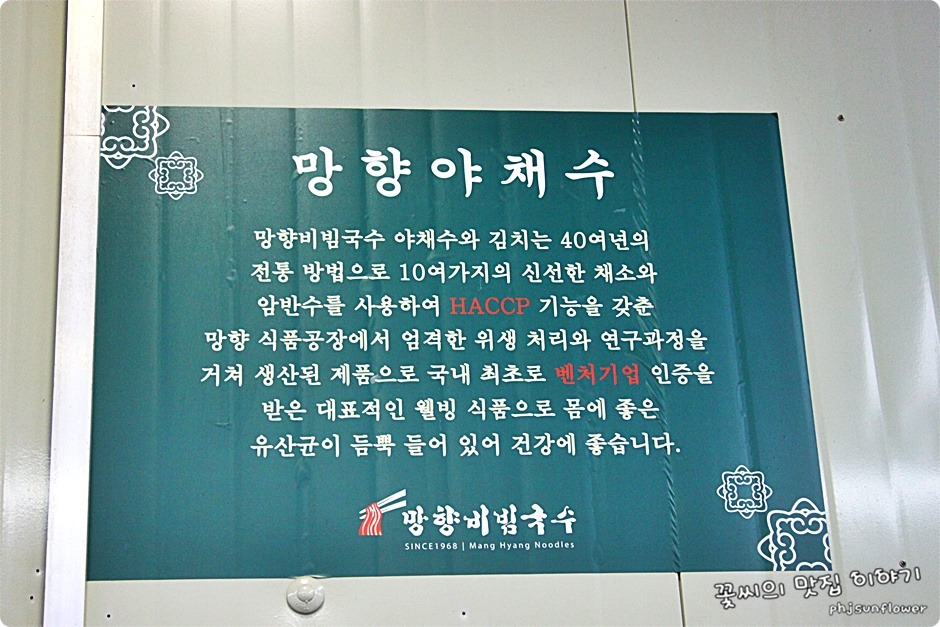 망향야채수
망향비빔국수 야채수와 김치는 40여년의
전통 방법으로 10여가지의 신선한 채소와
암반수를 사용하여 HACCP 기능을 갖춘
망향 식품공장에서 엄격한 위생 처리와 연구과정을
거쳐 생산된 제품으로 국내 최초로 벤처기업 인증을
받은 대표적인 웰빙 식품으로 몸에 좋은
유산균이 듬뿍 들어 있어 건강에 좋습니다.
망향비빔국수
SINCE1968 | Mang Hyang Noodles
꽃씨의 맛집 이야기
phjsunflower